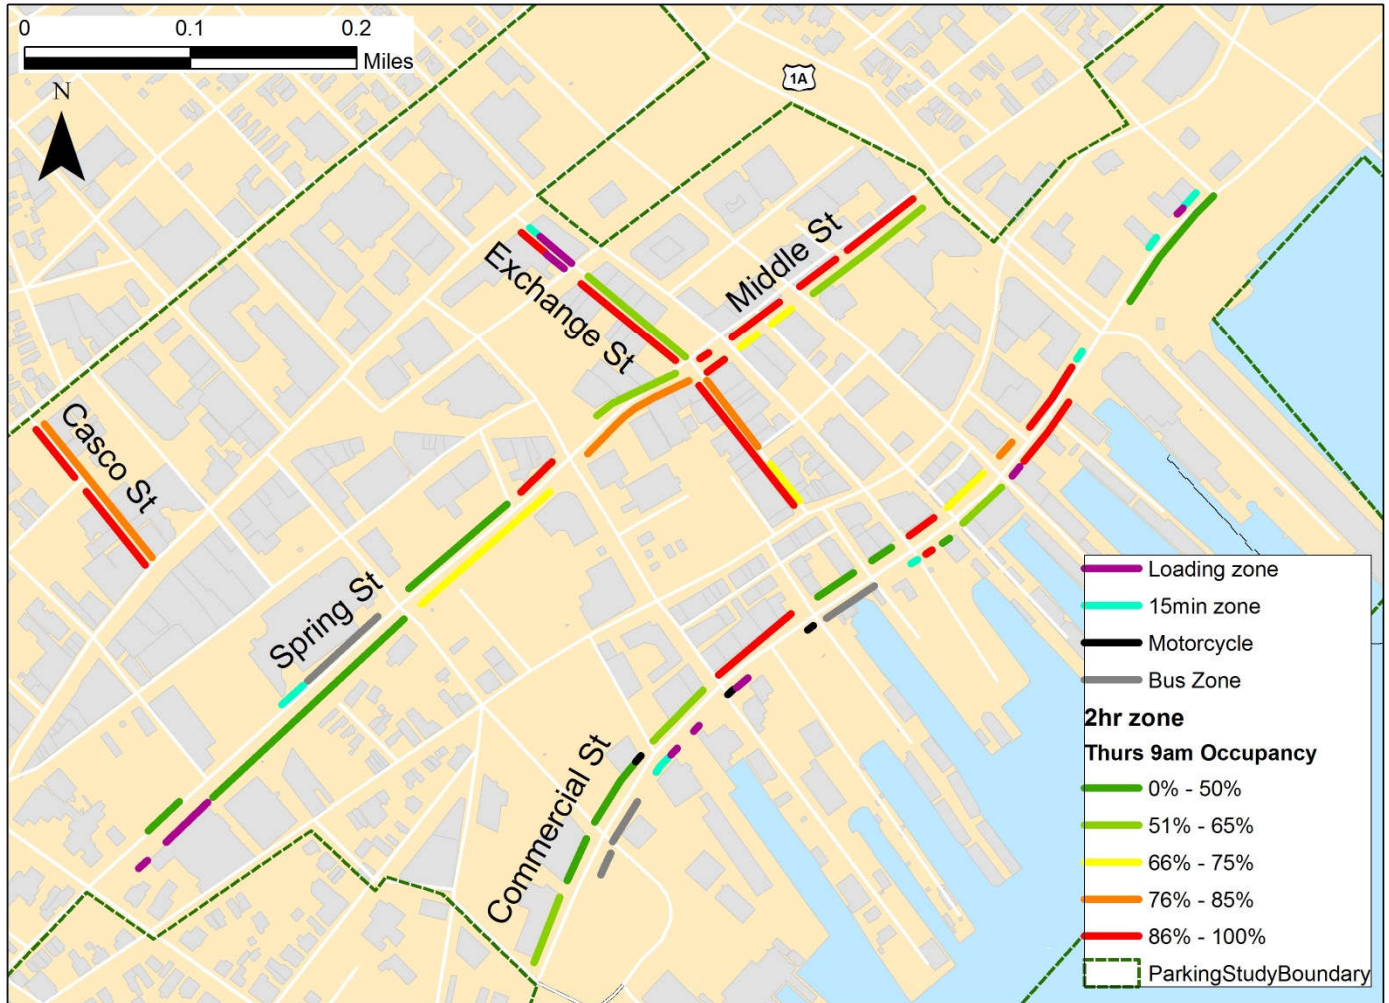 0 0.1 0.2
Miles
N
1A
Middle St
Exchange St
Casco St
Spring St
Commercial St
Loading zone
15min zone
Motorcycle
Bus Zone
2hr zone
Thurs 9am Occupancy
0% - 50%
51% - 65%
66% - 75%
76% - 85%
86% - 100%
ParkingStudyBoundary